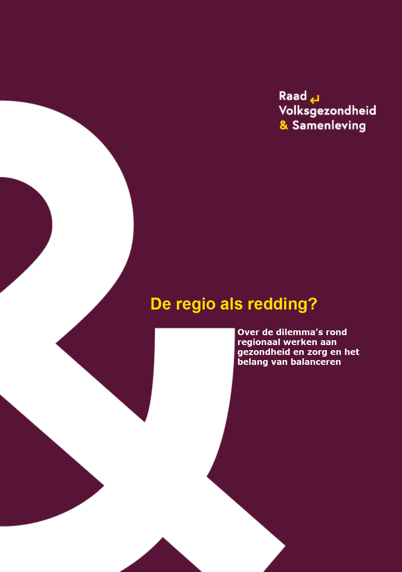 Raad ↵
Volksgezondheid
& Samenleving
&
De regio als redding?
Over de dilemma's rond
regionaal werken aan
gezondheid en zorg en het
belang van balanceren